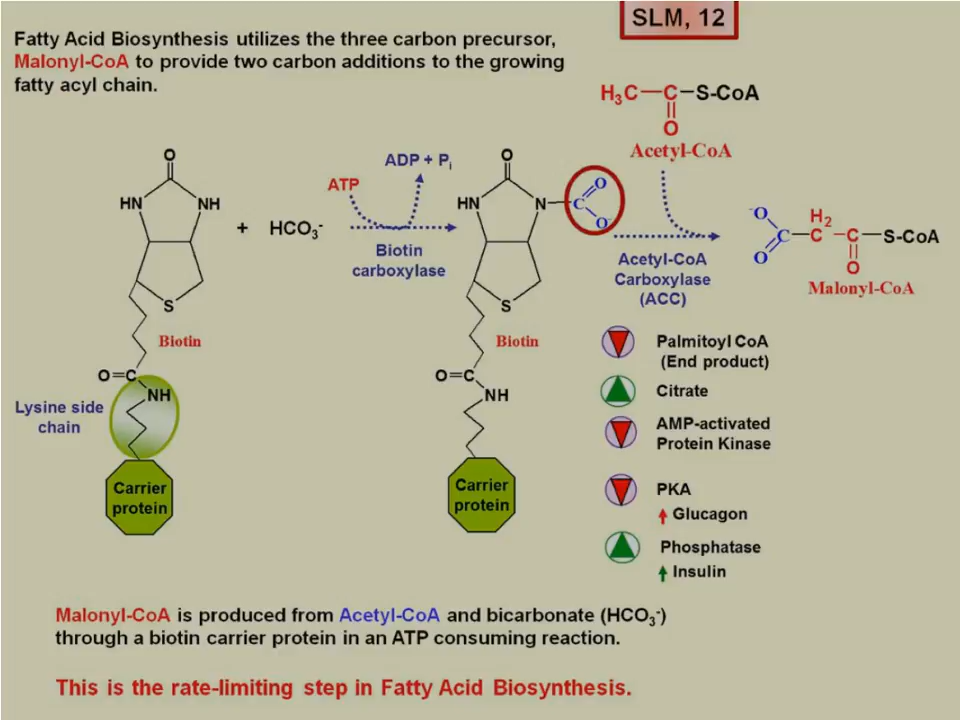 SLM, 12
Fatty Acid Biosynthesis utilizes the three carbon precursor,
Malonyl-CoA to provide two carbon additions to the growing
fatty acyl chain.
H₃C—C—S-CoA
O
Acetyl-CoA
O
HN
NH
S
+
HCO₃⁻
ATP
ADP + Pᵢ
Biotin
carboxylase
O
HN
N
C
O
O⁻
S
Acetyl-CoA
Carboxylase
(ACC)
⁻O
H₂
C—C—C—S-CoA
O
O
Malonyl-CoA
Biotin
O=C
NH
Lysine side
chain
Carrier
protein
Biotin
O=C
NH
Carrier
protein
Palmitoyl CoA
(End product)
Citrate
AMP-activated
Protein Kinase
PKA
Glucagon
Phosphatase
Insulin
Malonyl-CoA is produced from Acetyl-CoA and bicarbonate (HCO₃⁻)
through a biotin carrier protein in an ATP consuming reaction.
This is the rate-limiting step in Fatty Acid Biosynthesis.